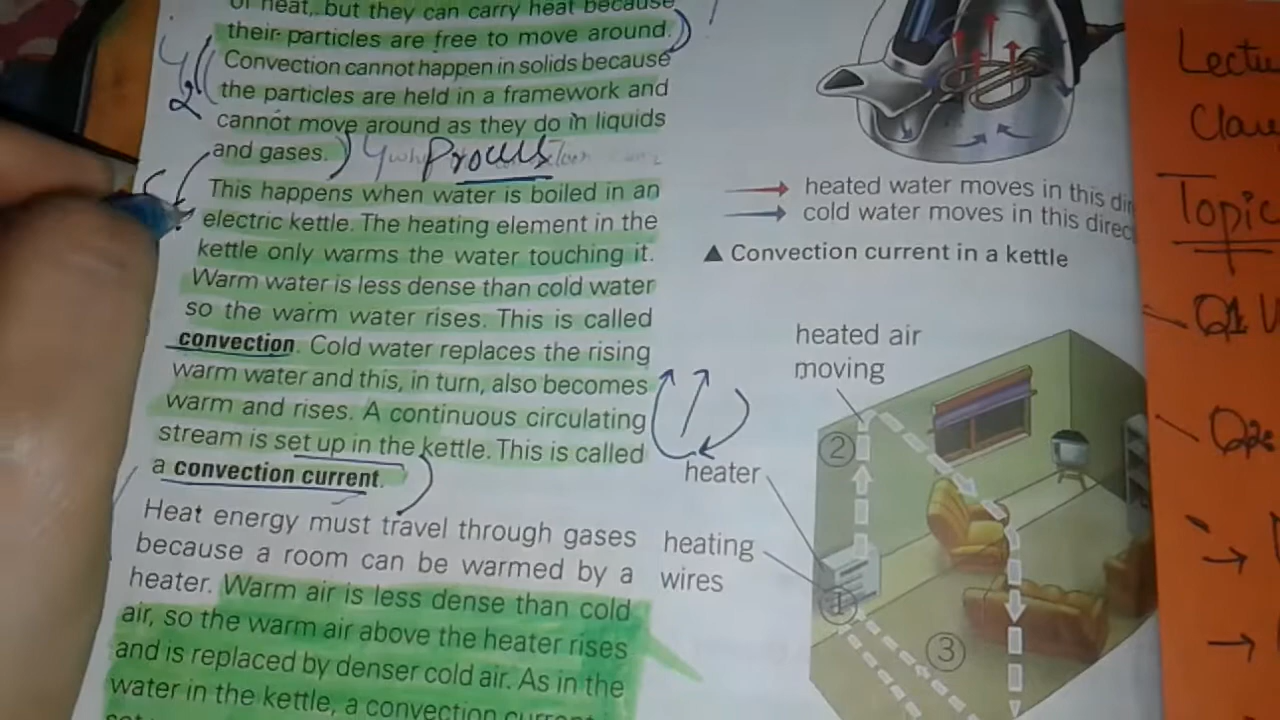 of heat, but they can carry heat because
their particles are free to move around.
Convection cannot happen in solids because
the particles are held in a framework and
cannot move around as they do in liquids
and gases.
This happens when water is boiled in an
electric kettle. The heating element in the
kettle only warms the water touching it.
Warm water is less dense than cold water
so the warm water rises. This is called
convection. Cold water replaces the rising
warm water and this, in turn, also becomes
warm and rises. A continuous circulating
stream is set up in the kettle. This is called
a convection current.
Heat energy must travel through gases
because a room can be warmed by a
heater. Warm air is less dense than cold
air, so the warm air above the heater rises
and is replaced by denser cold air. As in the
water in the kettle, a convection current
heated water moves in this dir
cold water moves in this direc
▲ Convection current in a kettle
heated air
moving
heater
heating
wires
②
①
③
Lectu
Topic
Q1